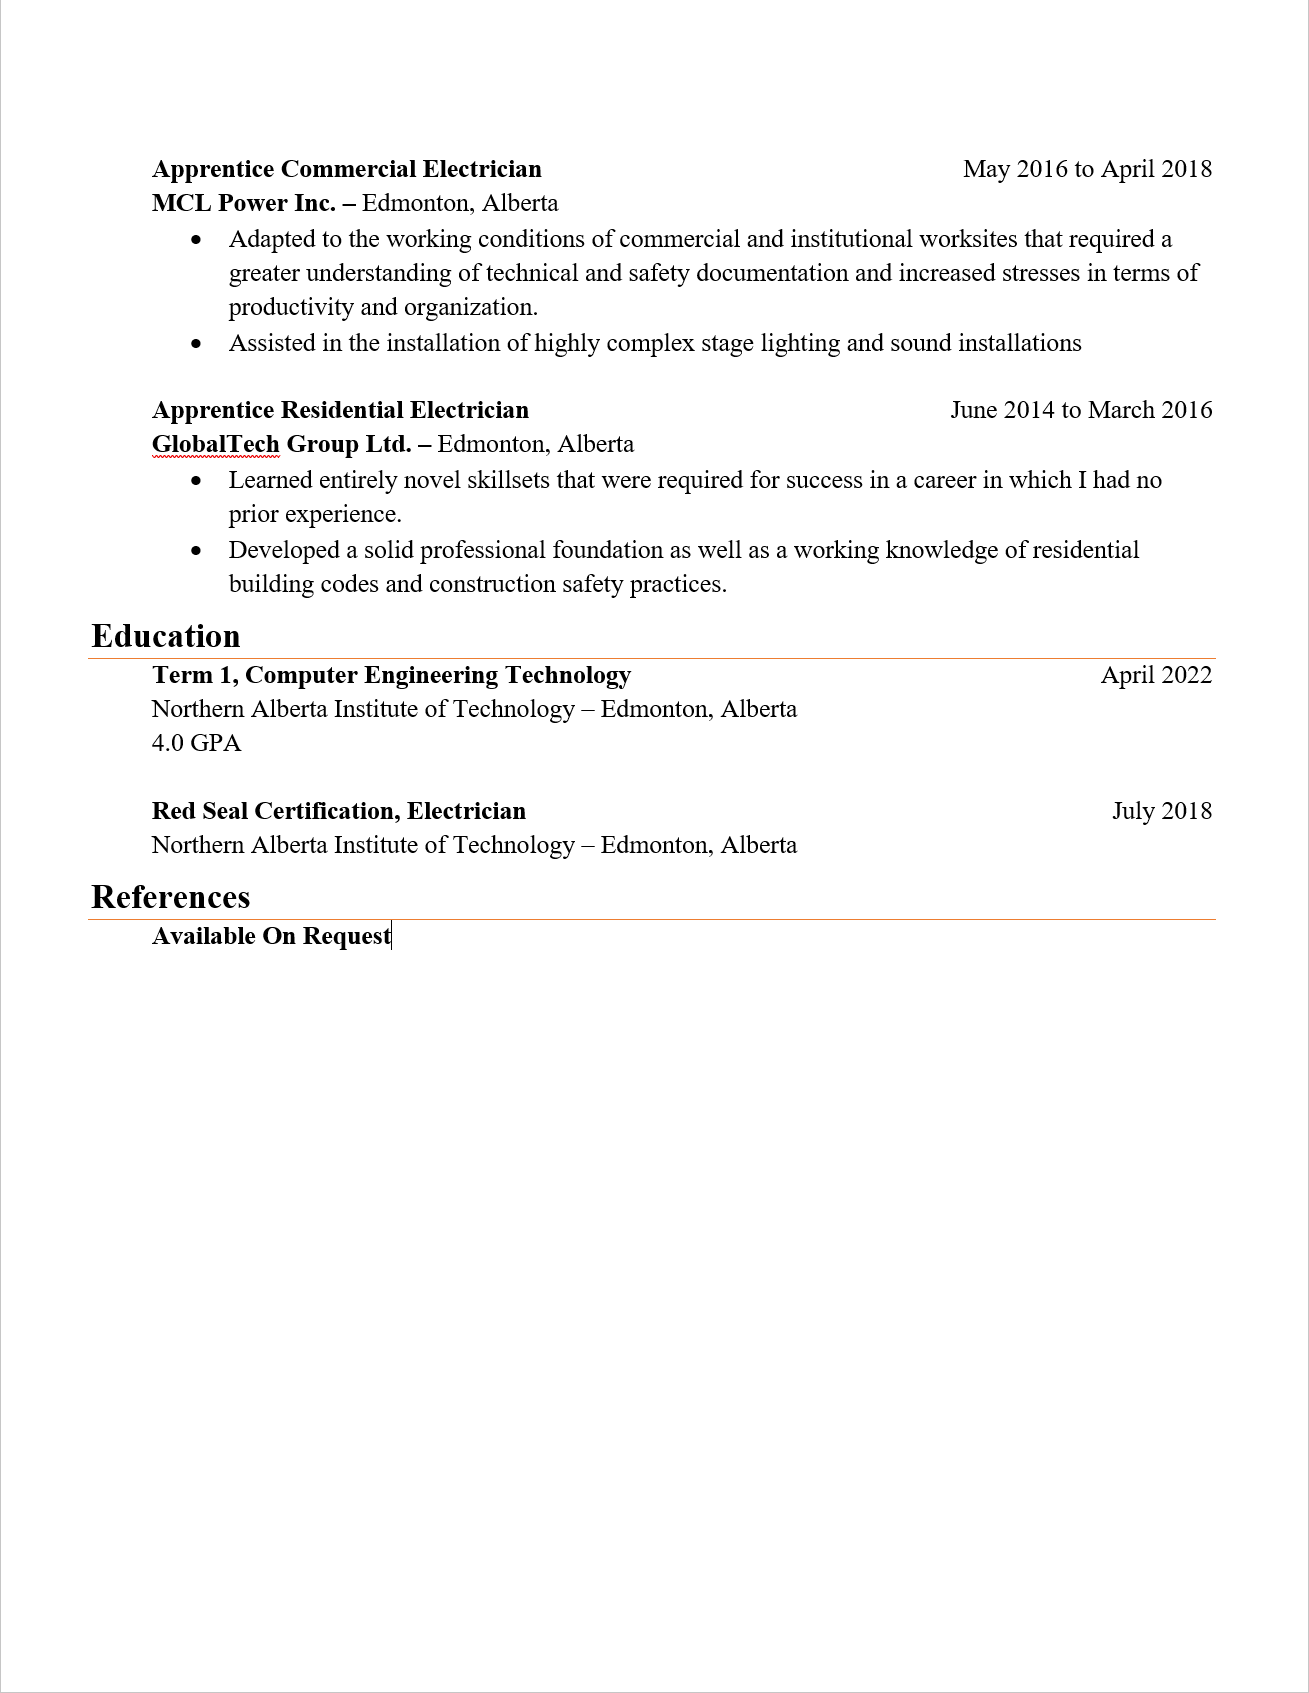 Apprentice Commercial Electrician May 2016 to April 2018
MCL Power Inc. – Edmonton, Alberta
• Adapted to the working conditions of commercial and institutional worksites that required a
greater understanding of technical and safety documentation and increased stresses in terms of
productivity and organization.
• Assisted in the installation of highly complex stage lighting and sound installations
Apprentice Residential Electrician June 2014 to March 2016
GlobalTech Group Ltd. – Edmonton, Alberta
• Learned entirely novel skillsets that were required for success in a career in which I had no
prior experience.
• Developed a solid professional foundation as well as a working knowledge of residential
building codes and construction safety practices.
Education
Term 1, Computer Engineering Technology April 2022
Northern Alberta Institute of Technology – Edmonton, Alberta
4.0 GPA
Red Seal Certification, Electrician July 2018
Northern Alberta Institute of Technology – Edmonton, Alberta
References
Available On Request